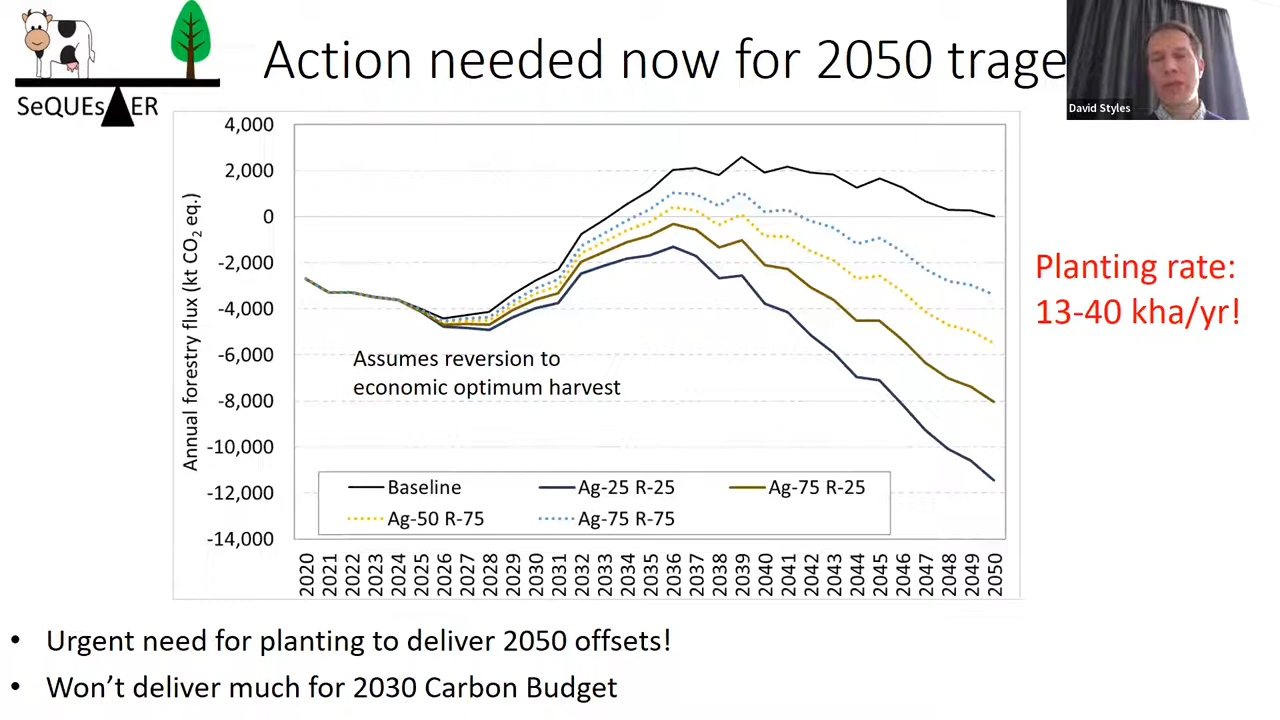 Action needed now for 2050 trage
SeQUEsTER
David Styles
4,000
2,000
0
-2,000
-4,000
-6,000
-8,000
-10,000
-12,000
-14,000
Annual forestry flux (kt CO2 eq.)
Assumes reversion to
economic optimum harvest
Baseline
Ag-25 R-25
Ag-75 R-25
Ag-50 R-75
Ag-75 R-75
2020 2021 2022 2023 2024 2025 2026 2027 2028 2029 2030 2031 2032 2033 2034 2035 2036 2037 2038 2039 2040 2041 2042 2043 2044 2045 2046 2047 2048 2049 2050
Planting rate:
13-40 kha/yr!
• Urgent need for planting to deliver 2050 offsets!
• Won’t deliver much for 2030 Carbon Budget